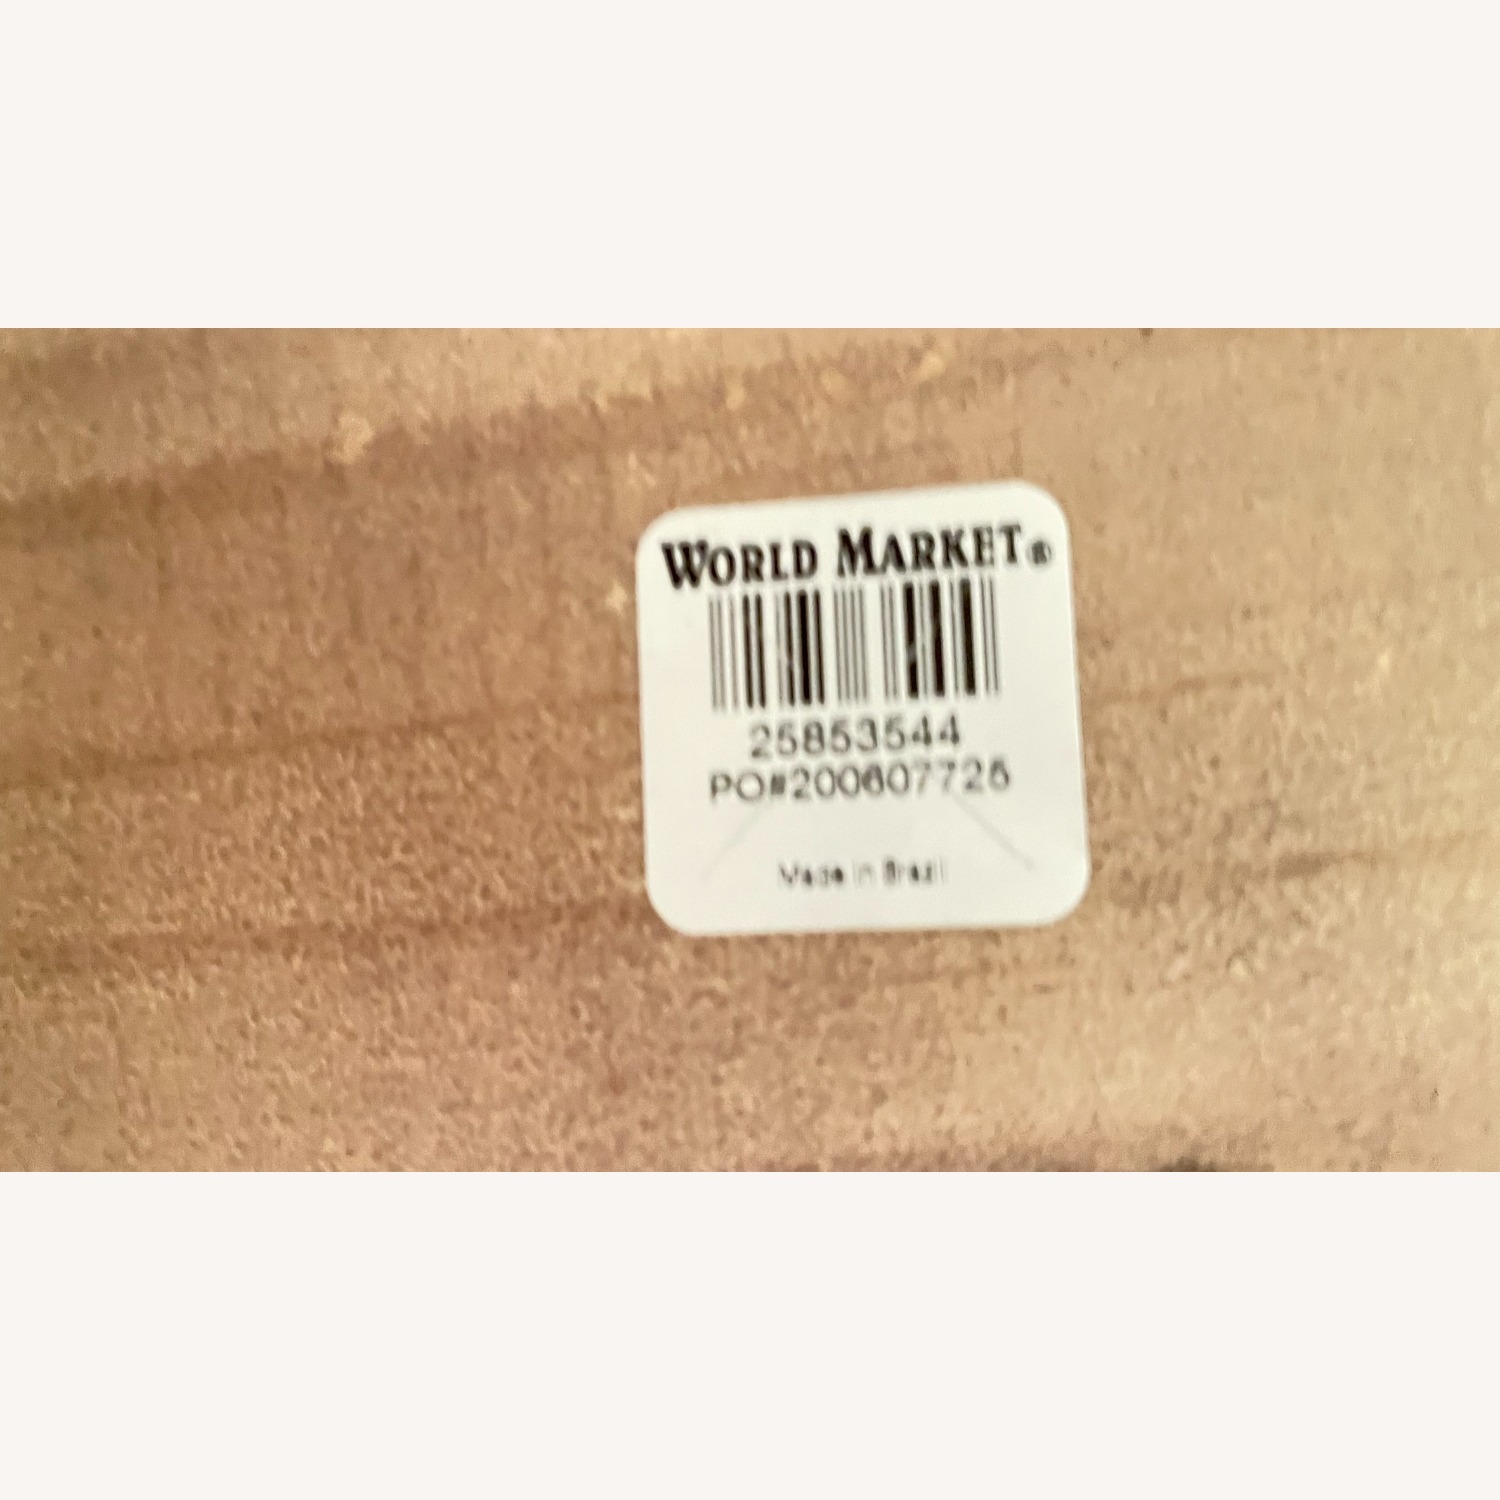 WORLD MARKET®
25853544
PO#200607725
Made in Brazil